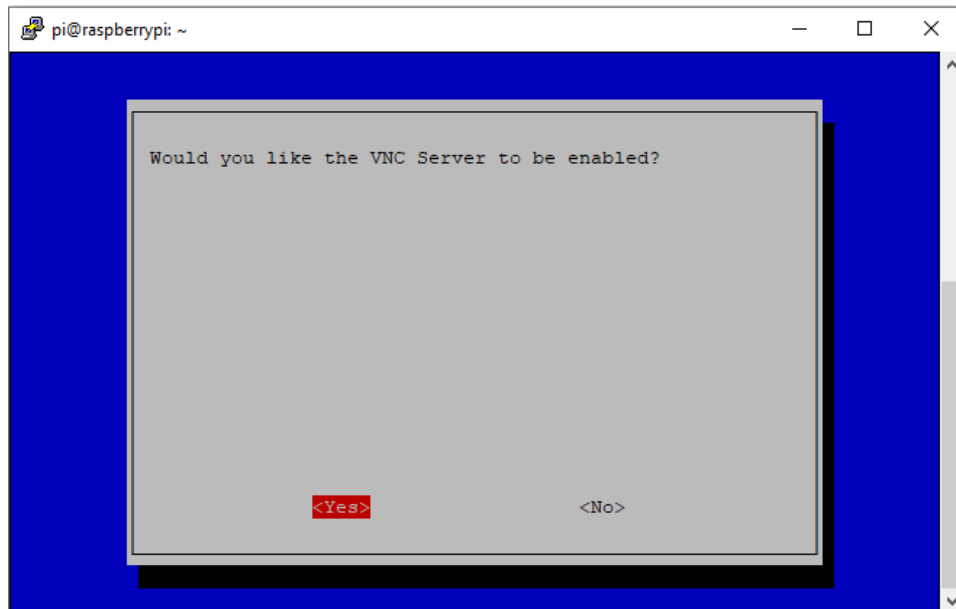 pi@raspberrypi: ~
Would you like the VNC Server to be enabled?
<Yes> <No>